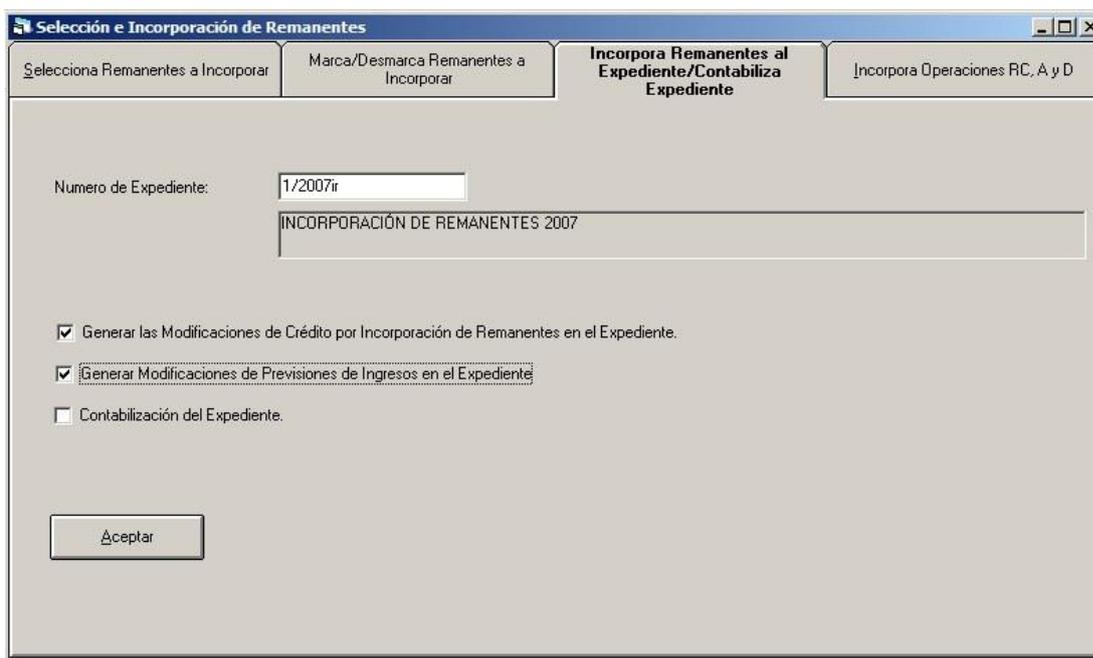 Selección e Incorporación de Remanentes
Selecciona Remanentes a Incorporar
Marca/Desmarca Remanentes a
Incorporar
Incorpora Remanentes al
Expediente/Contabiliza
Expediente
Incorpora Operaciones RC, A y D
Numero de Expediente:
1/2007ir
INCORPORACIÓN DE REMANENTES 2007
Generar las Modificaciones de Crédito por Incorporación de Remanentes en el Expediente.
Generar Modificaciones de Previsiones de Ingresos en el Expediente
Contabilización del Expediente.
Aceptar